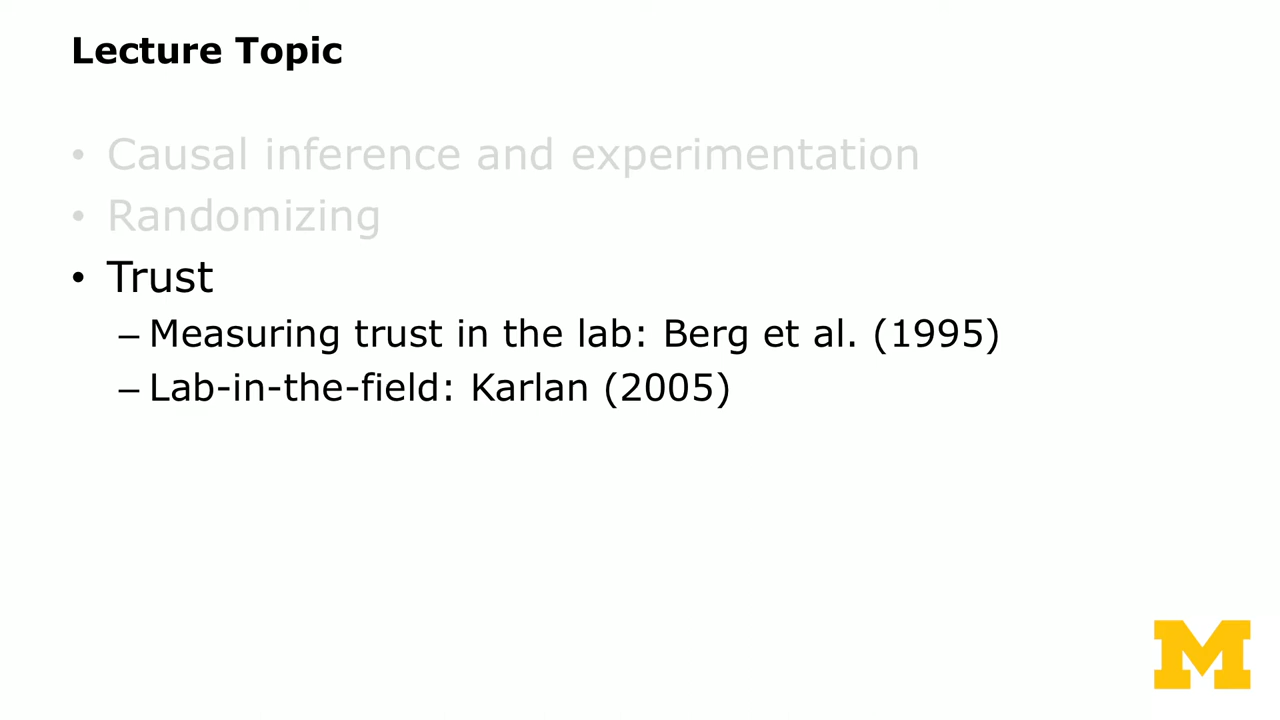 Lecture Topic
• Causal inference and experimentation
• Randomizing
• Trust
– Measuring trust in the lab: Berg et al. (1995)
– Lab-in-the-field: Karlan (2005)
M